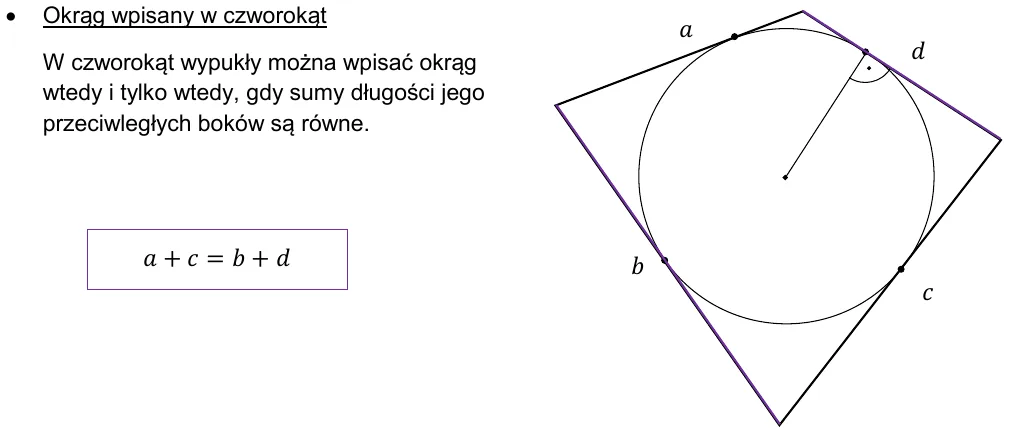 • Okrąg wpisany w czworokąt
W czworokąt wypukły można wpisać okrąg
wtedy i tylko wtedy, gdy sumy długości jego
przeciwległych boków są równe.
a + c = b + d
a
d
b
c